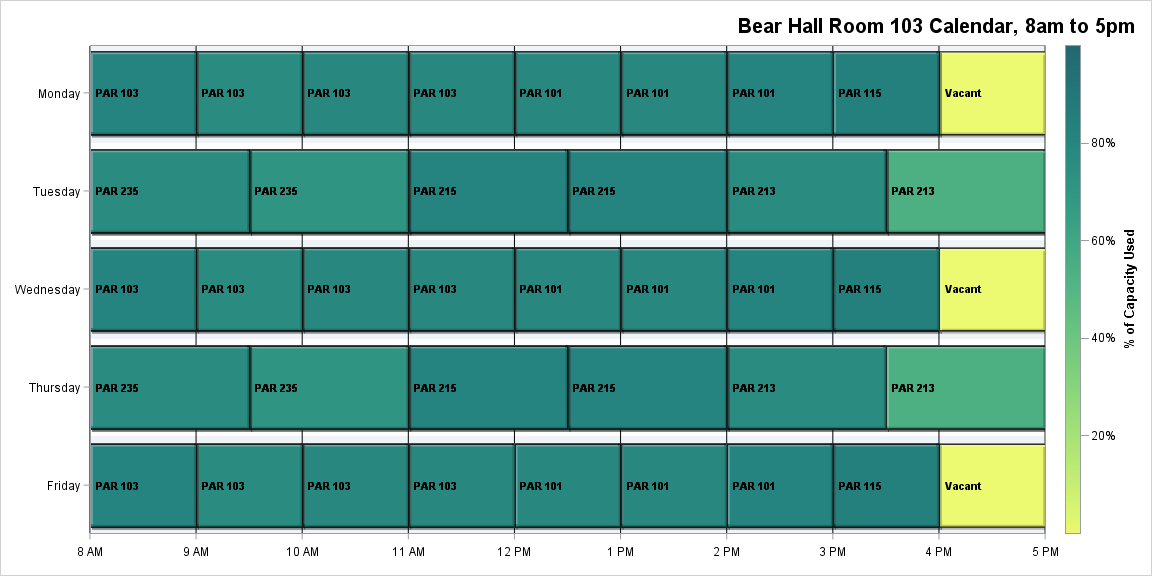 Bear Hall Room 103 Calendar, 8am to 5pm
Monday PAR 103 PAR 103 PAR 103 PAR 103 PAR 101 PAR 101 PAR 101 PAR 115 Vacant
80%
Tuesday PAR 235 PAR 235 PAR 215 PAR 215 PAR 213 PAR 213
60%
% of Capacity Used
Wednesday PAR 103 PAR 103 PAR 103 PAR 103 PAR 101 PAR 101 PAR 101 PAR 115 Vacant
40%
Thursday PAR 235 PAR 235 PAR 215 PAR 215 PAR 213 PAR 213
20%
Friday PAR 103 PAR 103 PAR 103 PAR 103 PAR 101 PAR 101 PAR 101 PAR 115 Vacant
8 AM 9 AM 10 AM 11 AM 12 PM 1 PM 2 PM 3 PM 4 PM 5 PM